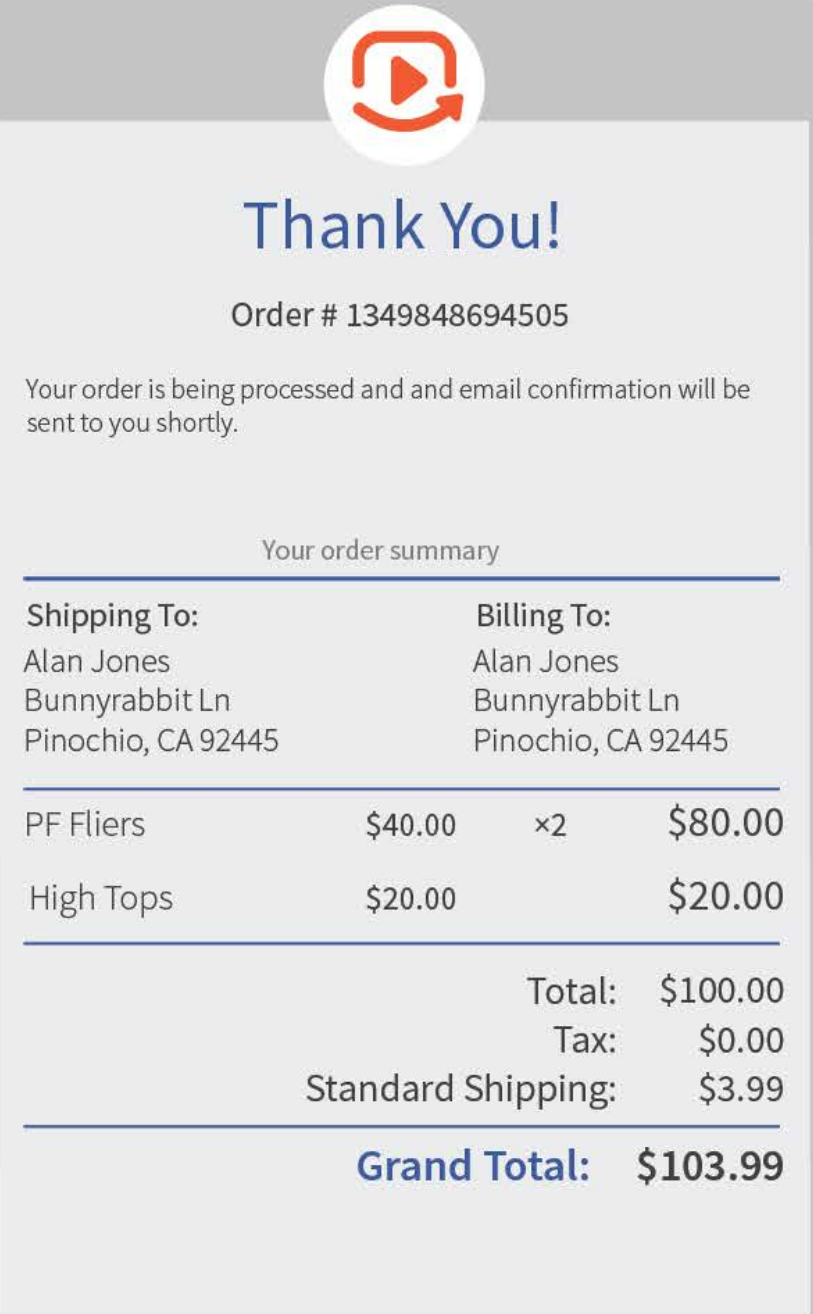 Thank You!
Order # 1349848694505
Your order is being processed and and email confirmation will be
sent to you shortly.
Your order summary
Shipping To:
Alan Jones
Bunnyrabbit Ln
Pinochio, CA 92445
Billing To:
Alan Jones
Bunnyrabbit Ln
Pinochio, CA 92445
PF Fliers $40.00 ×2 $80.00
High Tops $20.00 $20.00
Total: $100.00
Tax: $0.00
Standard Shipping: $3.99
Grand Total: $103.99